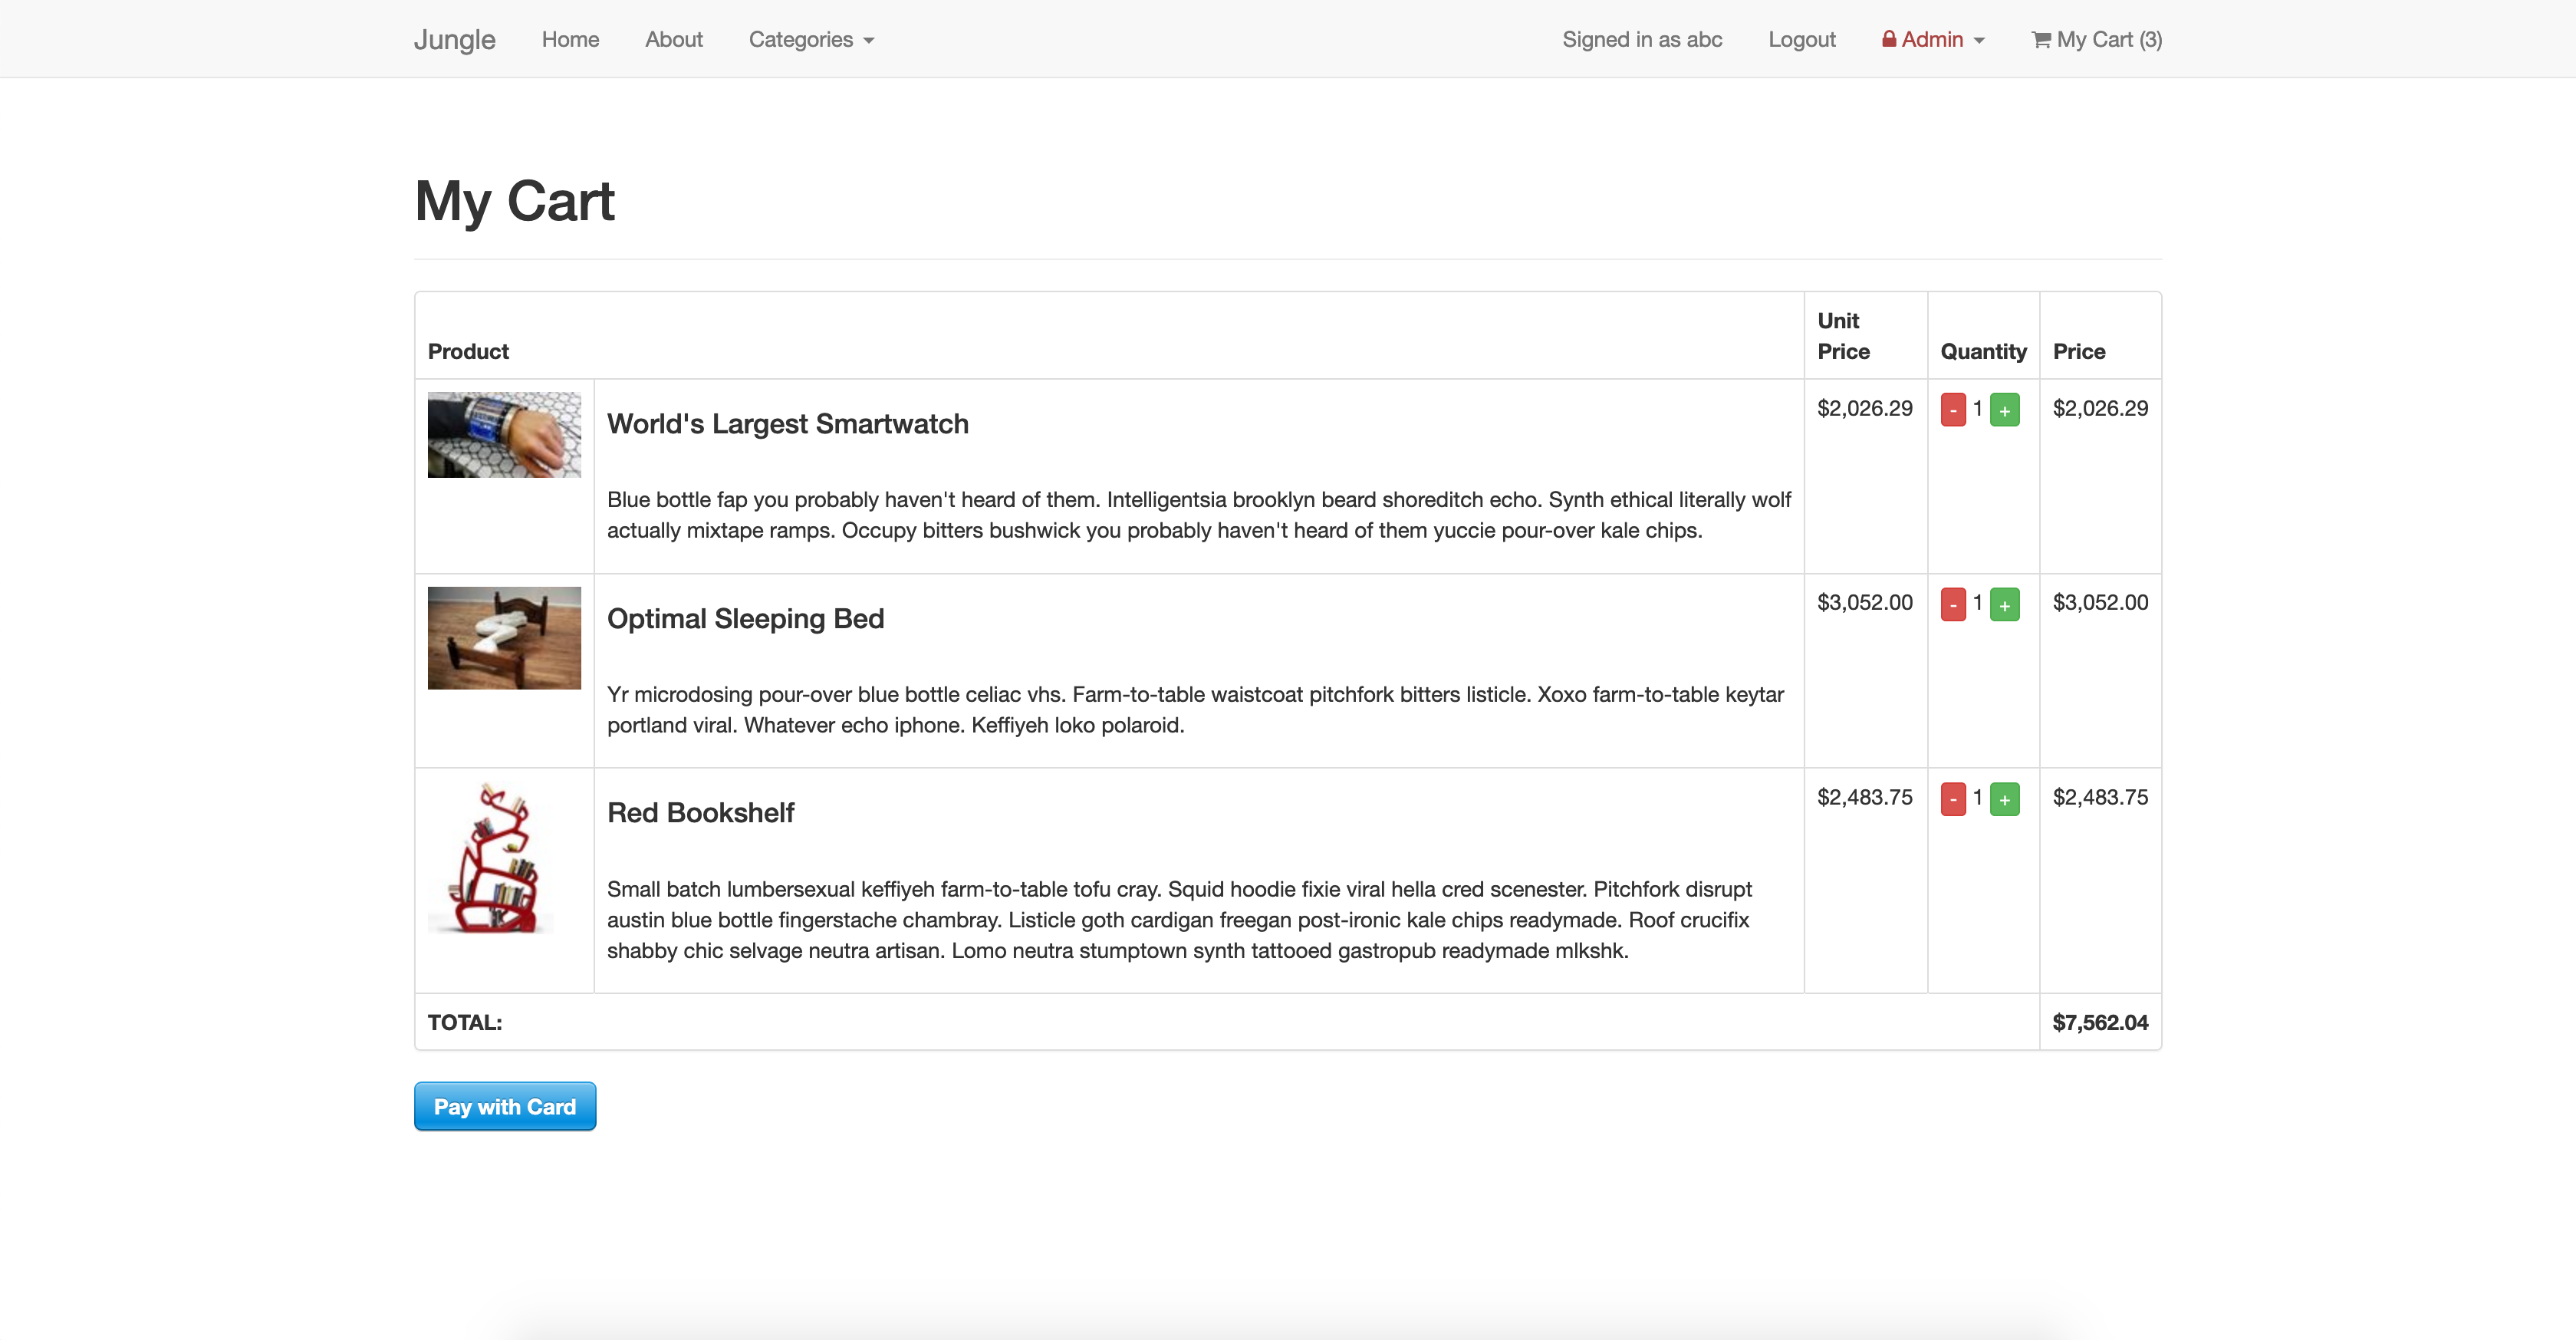 Jungle Home About Categories Signed in as abc Logout Admin My Cart (3)
My Cart
Product Unit Price Quantity Price
World's Largest Smartwatch $2,026.29 - 1 + $2,026.29
Blue bottle fap you probably haven't heard of them. Intelligentsia brooklyn beard shoreditch echo. Synth ethical literally wolf
actually mixtape ramps. Occupy bitters bushwick you probably haven't heard of them yuccie pour-over kale chips.
Optimal Sleeping Bed $3,052.00 - 1 + $3,052.00
Yr microdosing pour-over blue bottle celiac vhs. Farm-to-table waistcoat pitchfork bitters listicle. Xoxo farm-to-table keytar
portland viral. Whatever echo iphone. Keffiyeh loko polaroid.
Red Bookshelf $2,483.75 - 1 + $2,483.75
Small batch lumbersexual keffiyeh farm-to-table tofu cray. Squid hoodie fixie viral hella cred scenester. Pitchfork disrupt
austin blue bottle fingerstache chambray. Listicle goth cardigan freegan post-ironic kale chips readymade. Roof crucifix
shabby chic selvage neutra artisan. Lomo neutra stumptown synth tattooed gastropub readymade mlkshk.
TOTAL: $7,562.04
Pay with Card